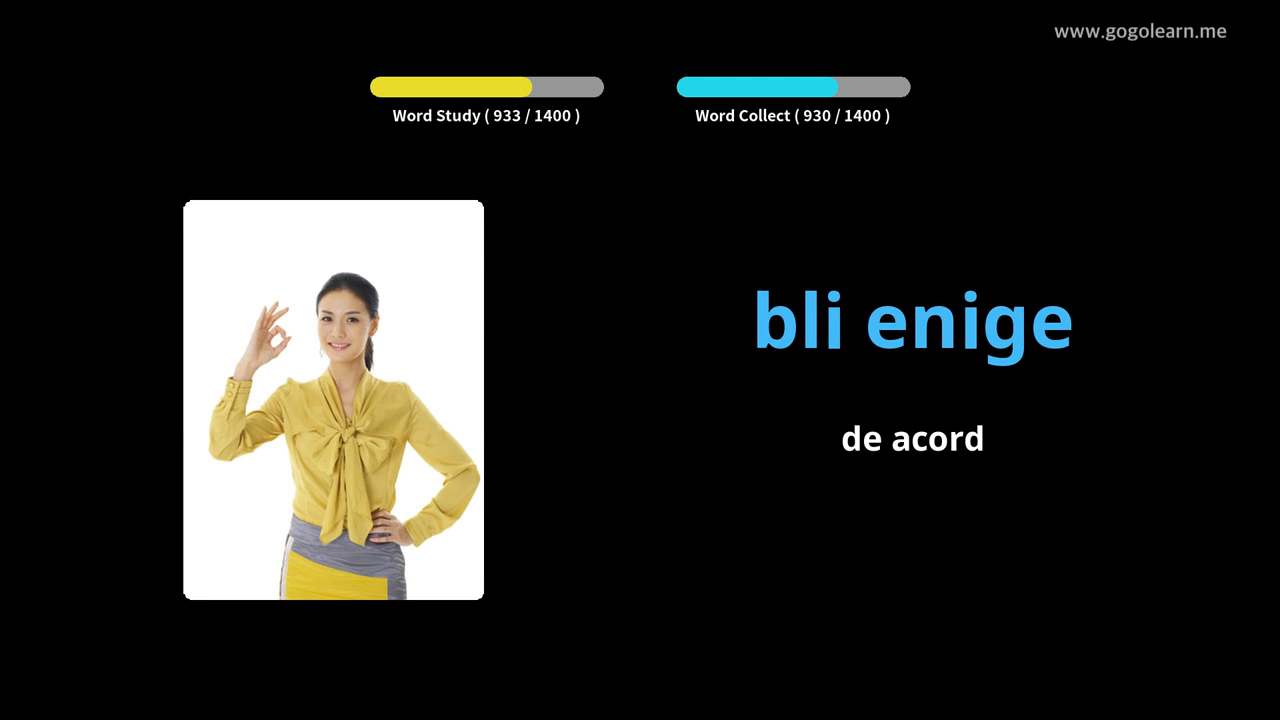 www.gogolearn.me
Word Study ( 933 / 1400 )
Word Collect ( 930 / 1400 )
bli enige
de acord